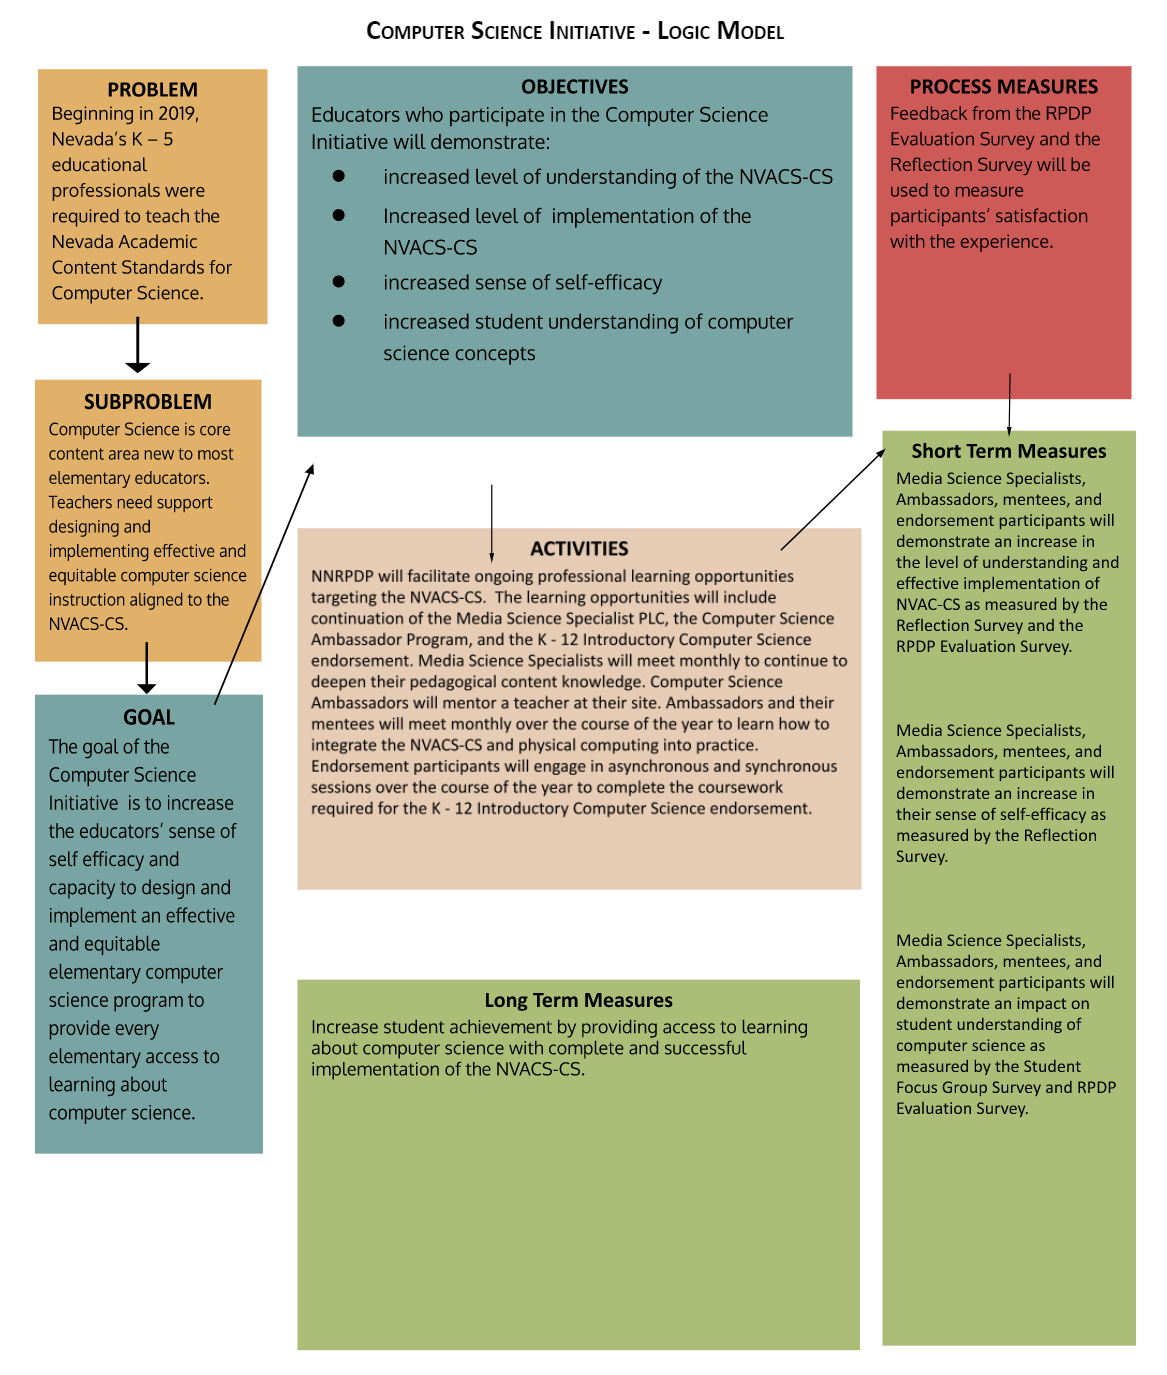 Computer Science Initiative - Logic Model
PROBLEM
Beginning in 2019,
Nevada's K – 5
educational
professionals were
required to teach the
Nevada Academic
Content Standards for
Computer Science.
SUBPROBLEM
Computer Science is core
content area new to most
elementary educators.
Teachers need support
designing and
implementing effective and
equitable computer science
instruction aligned to the
NVACS-CS.
GOAL
The goal of the
Computer Science
Initiative  is to increase
the educators' sense of
self efficacy and
capacity to design and
implement an effective
and equitable
elementary computer
science program to
provide every
elementary access to
learning about
computer science.
OBJECTIVES
Educators who participate in the Computer Science
Initiative will demonstrate:
● increased level of understanding of the NVACS-CS
● Increased level of  implementation of the
NVACS-CS
● increased sense of self-efficacy
● increased student understanding of computer
science concepts
ACTIVITIES
NNRPDP will facilitate ongoing professional learning opportunities
targeting the NVACS-CS.  The learning opportunities will include
continuation of the Media Science Specialist PLC, the Computer Science
Ambassador Program, and the K - 12 Introductory Computer Science
endorsement. Media Science Specialists will meet monthly to continue to
deepen their pedagogical content knowledge. Computer Science
Ambassadors will mentor a teacher at their site. Ambassadors and their
mentees will meet monthly over the course of the year to learn how to
integrate the NVACS-CS and physical computing into practice.
Endorsement participants will engage in asynchronous and synchronous
sessions over the course of the year to complete the coursework
required for the K - 12 Introductory Computer Science endorsement.
Long Term Measures
Increase student achievement by providing access to learning
about computer science with complete and successful
implementation of the NVACS-CS.
PROCESS MEASURES
Feedback from the RPDP
Evaluation Survey and the
Reflection Survey will be
used to measure
participants' satisfaction
with the experience.
Short Term Measures
Media Science Specialists,
Ambassadors, mentees, and
endorsement participants will
demonstrate an increase in
the level of understanding and
effective implementation of
NVAC-CS as measured by the
Reflection Survey and the
RPDP Evaluation Survey.
Media Science Specialists,
Ambassadors, mentees, and
endorsement participants will
demonstrate an increase in
their sense of self-efficacy as
measured by the Reflection
Survey.
Media Science Specialists,
Ambassadors, mentees, and
endorsement participants will
demonstrate an impact on
student understanding of
computer science as
measured by the Student
Focus Group Survey and RPDP
Evaluation Survey.